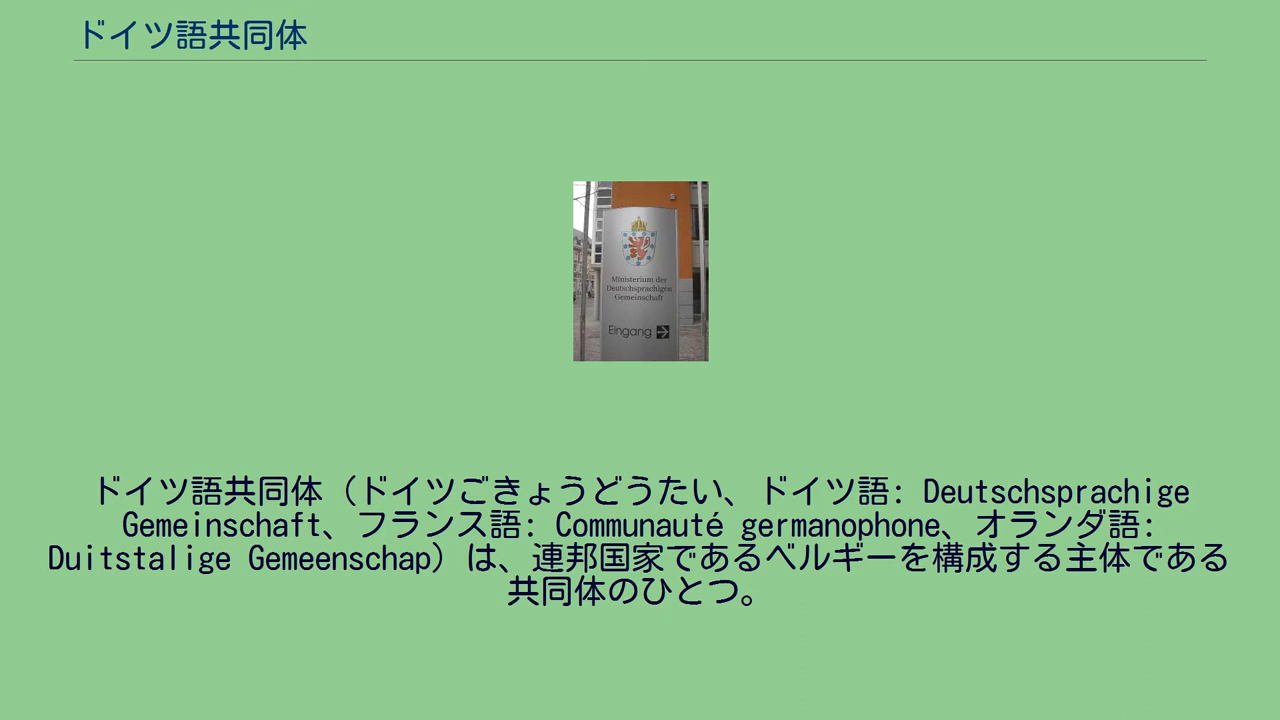 ドイツ語共同体
Ministerium der
Deutschsprachigen
Gemeinschaft
Eingang
ドイツ語共同体（ドイツごきょうどうたい、ドイツ語: Deutschsprachige
Gemeinschaft、フランス語: Communauté germanophone、オランダ語:
Duitstalige Gemeenschap）は、連邦国家であるベルギーを構成する主体である
共同体のひとつ。